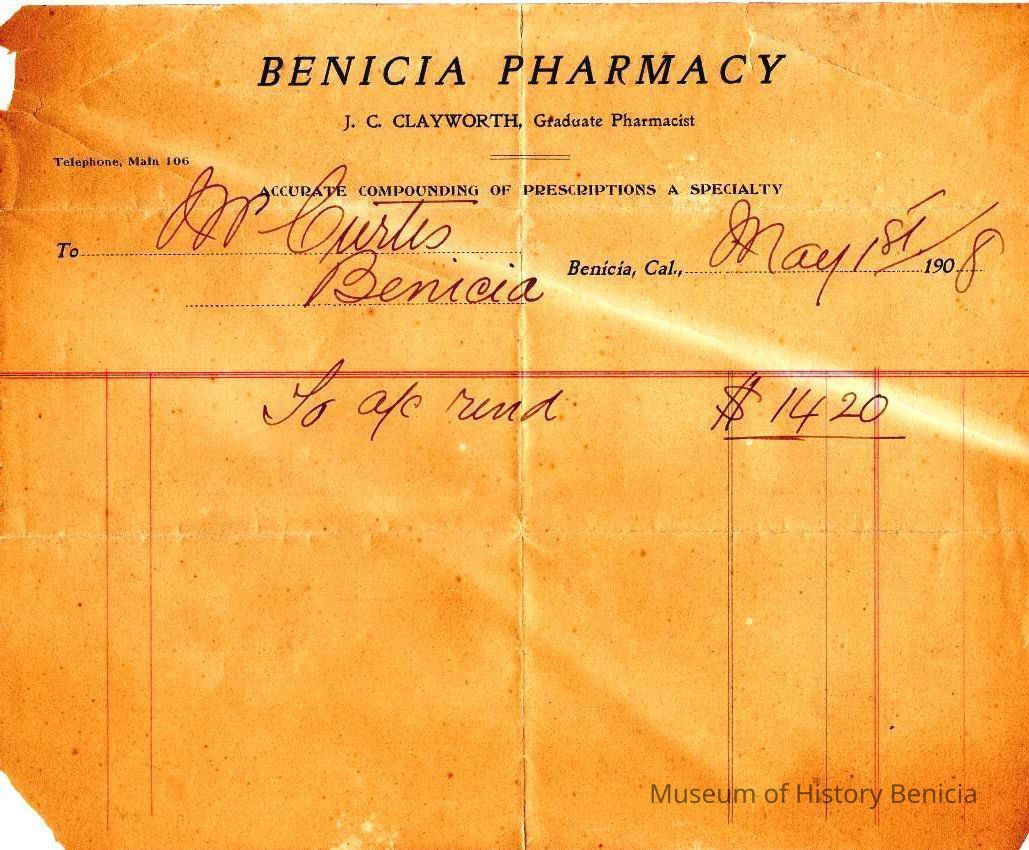 BENICIA PHARMACY
J. C. CLAYWORTH, Graduate Pharmacist
Telephone, Main 106
ACCURATE COMPOUNDING OF PRESCRIPTIONS A SPECIALTY
To Mr Curtis
Benicia, Cal., May 1st/ 1908
Benicia
To a/c rend $ 14 20
Museum of History Benicia